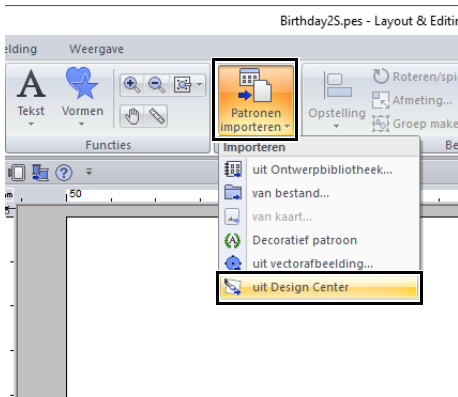 Birthday2S.pes - Layout & Editin
elding Weergave
Tekst Vormen
Patronen
importeren
Opstelling
Roteren/spi
Afmeting...
Groep make
Functies
Be
Importeren
uit Ontwerpbibliotheek...
van bestand...
van kaart...
Decoratief patroon
uit vectorafbeelding...
uit Design Center
50